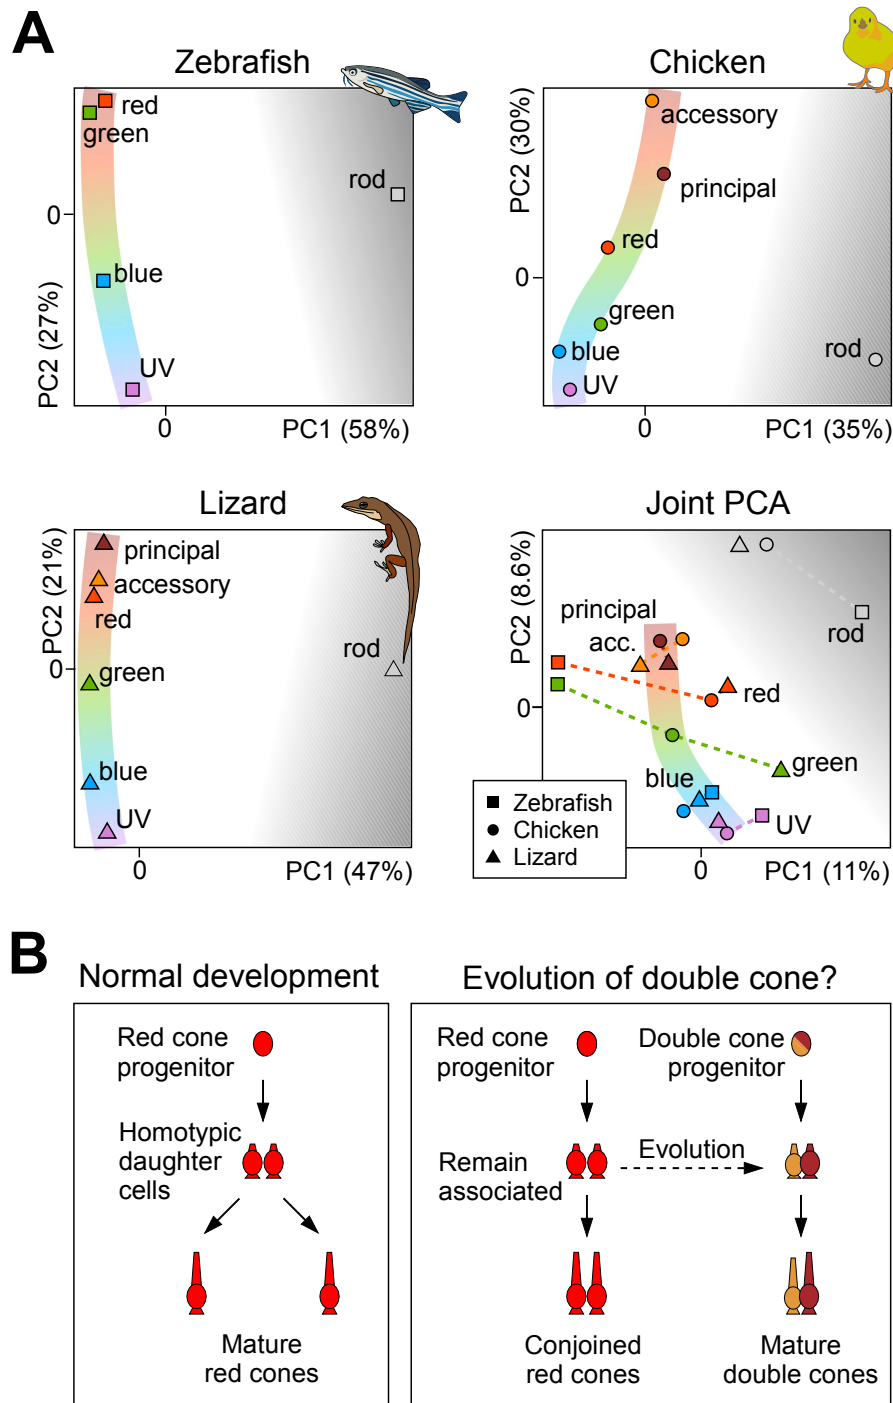 A
Zebrafish
red
green
rod
0
blue
UV
PC2 (27%)
0
PC1 (58%)
Chicken
accessory
principal
red
0
green
blue
UV
rod
PC2 (30%)
0
PC1 (35%)
Lizard
principal
accessory
red
rod
0
green
blue
UV
PC2 (21%)
0
PC1 (47%)
Joint PCA
principal
acc.
rod
red
0
green
blue
UV
PC2 (8.6%)
Zebrafish
Chicken
Lizard
0
PC1 (11%)
B
Normal development
Red cone
progenitor
Homotypic
daughter
cells
Mature
red cones
Evolution of double cone?
Red cone
progenitor
Double cone
progenitor
Remain
associated
Evolution
Conjoined
red cones
Mature
double cones